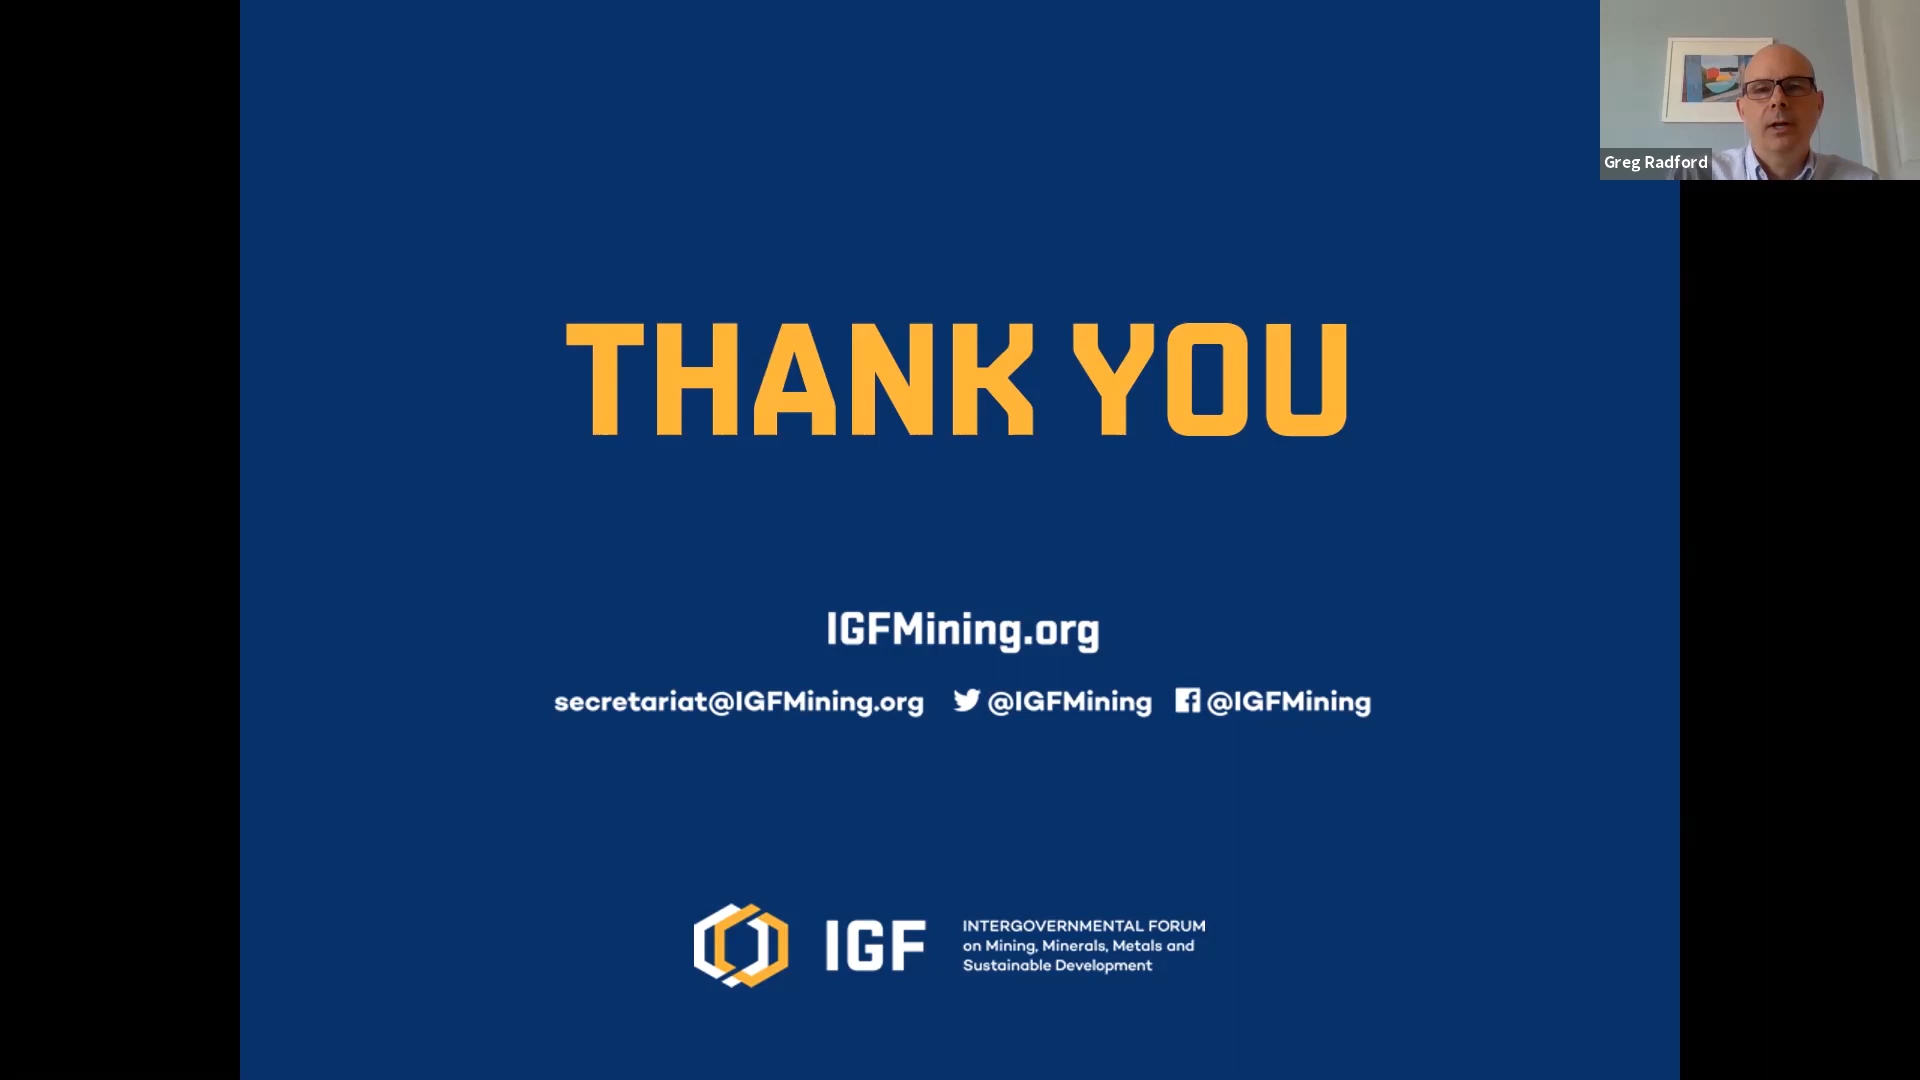 Greg Radford
THANK YOU
IGFMining.org
secretariat@IGFMining.org @IGFMining @IGFMining
IGF
INTERGOVERNMENTAL FORUM
on Mining, Minerals, Metals and
Sustainable Development